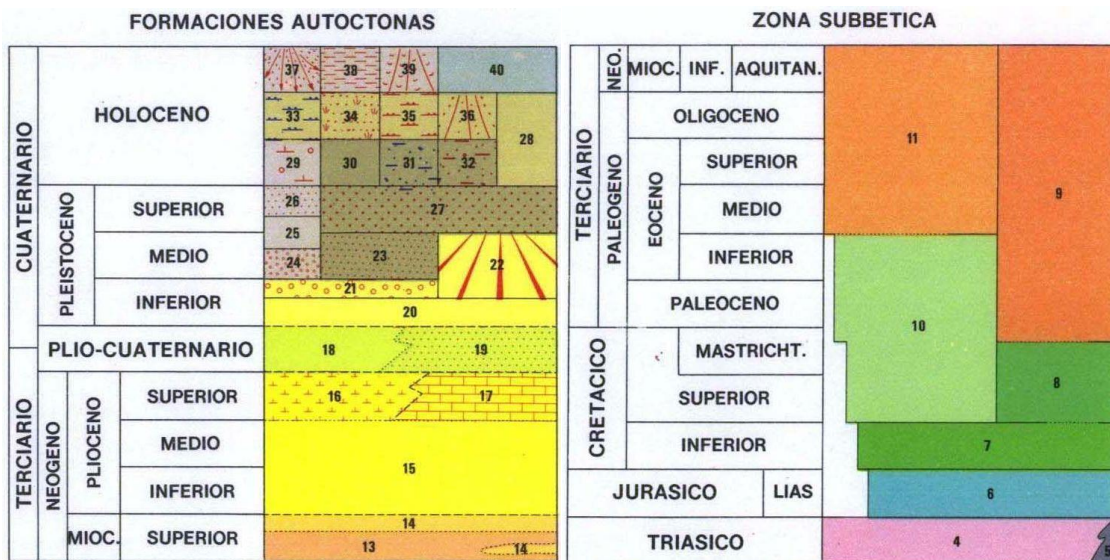 FORMACIONES AUTOCTONAS
CUATERNARIO
HOLOCENO
37 38 39 40
33 34 35 36 28
29 30 31 32
PLEISTOCENO
SUPERIOR 26 27
25
MEDIO 24 23 22
21
INFERIOR 20
PLIO-CUATERNARIO 18 19
TERCIARIO
NEOGENO
PLIOCENO
SUPERIOR 16 17
MEDIO
15
INFERIOR
14
MIOC. SUPERIOR 13 14
ZONA SUBBETICA
TERCIARIO
NEO. MIOC. INF. AQUITAN.
PALEOGENO
OLIGOCENO 11
EOCENO
SUPERIOR
9
MEDIO
INFERIOR
PALEOCENO 10
CRETACICO
MASTRICHT.
8
SUPERIOR
INFERIOR 7
JURASICO LIAS 6
TRIASICO 4